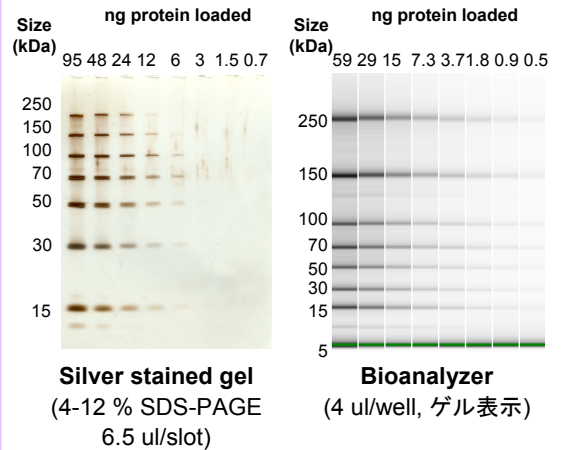 ng protein loaded
Size
(kDa)
95 48 24 12 6 3 1.5 0.7
250
150
100
70
50
30
15
Silver stained gel
(4-12 % SDS-PAGE
6.5 ul/slot)
ng protein loaded
Size
(kDa)
59 29 15 7.3 3.7 1.8 0.9 0.5
250
150
100
70
50
30
15
5
Bioanalyzer
(4 ul/well, ゲル表示)